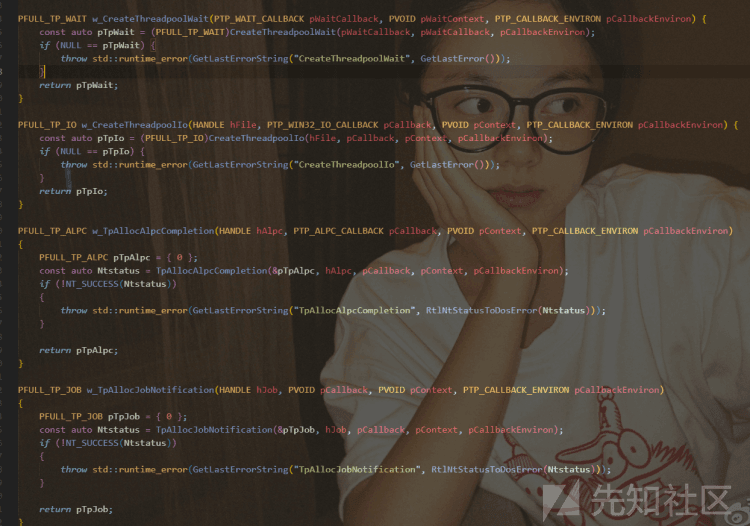 PFULL_TP_WAIT w_CreateThreadpoolWait(PTP_WAIT_CALLBACK pWaitCallback, PVOID pWaitContext, PTP_CALLBACK_ENVIRON pCallbackEnviron) {
const auto pTpWait = (PFULL_TP_WAIT)CreateThreadpoolWait(pWaitCallback, pWaitContext, pCallbackEnviron);
if (NULL == pTpWait) {
throw std::runtime_error(GetLastErrorString("CreateThreadpoolWait", GetLastError()));
}
return pTpWait;
}
PFULL_TP_IO w_CreateThreadpoolIo(HANDLE hFile, PTP_WIN32_IO_CALLBACK pCallback, PVOID pContext, PTP_CALLBACK_ENVIRON pCallbackEnviron) {
const auto pTpIo = (PFULL_TP_IO)CreateThreadpoolIo(hFile, pCallback, pContext, pCallbackEnviron);
if (NULL == pTpIo) {
throw std::runtime_error(GetLastErrorString("CreateThreadpoolIo", GetLastError()));
}
return pTpIo;
}
PFULL_TP_ALPC w_TpAllocAlpcCompletion(HANDLE hAlpc, PTP_ALPC_CALLBACK pCallback, PVOID pContext, PTP_CALLBACK_ENVIRON pCallbackEnviron)
{
PFULL_TP_ALPC pTpAlpc = { 0 };
const auto Ntstatus = TpAllocAlpcCompletion(&pTpAlpc, hAlpc, pCallback, pContext, pCallbackEnviron);
if (!NT_SUCCESS(Ntstatus))
{
throw std::runtime_error(GetLastErrorString("TpAllocAlpcCompletion", RtlNtStatusToDosError(Ntstatus)));
}
return pTpAlpc;
}
PFULL_TP_JOB w_TpAllocJobNotification(HANDLE hJob, PVOID pCallback, PVOID pContext, PTP_CALLBACK_ENVIRON pCallbackEnviron)
{
PFULL_TP_JOB pTpJob = { 0 };
const auto Ntstatus = TpAllocJobNotification(&pTpJob, hJob, pCallback, pContext, pCallbackEnviron);
if (!NT_SUCCESS(Ntstatus))
{
throw std::runtime_error(GetLastErrorString("TpAllocJobNotification", RtlNtStatusToDosError(Ntstatus)));
}
return pTpJob;
}
先知社区